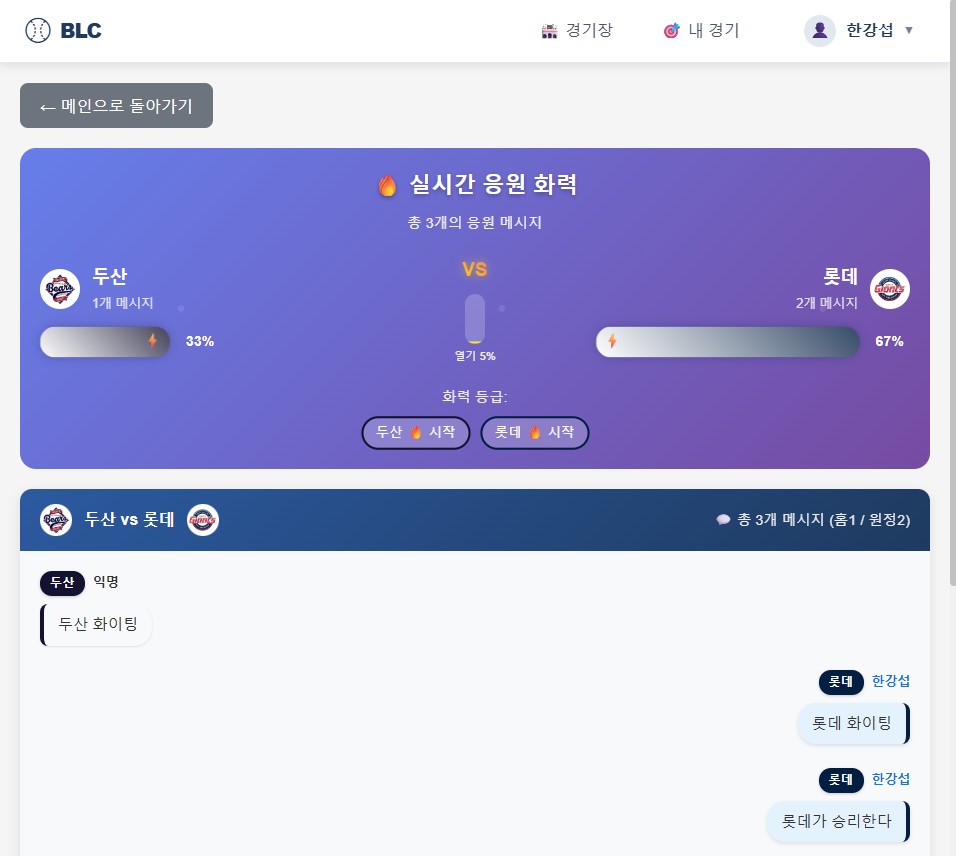 BLC
경기장
내 경기
한강섭 ▼
← 메인으로 돌아가기
실시간 응원 화력
총 3개의 응원 메시지
VS
두산
1개 메시지
롯데
2개 메시지
33%
67%
열기 5%
화력 등급:
두산 🔥 시작
롯데 🔥 시작
Bears
두산 vs 롯데
GIANTS
총 3개 메시지 (홈1 / 원정2)
두산 익명
두산 화이팅
롯데 한강섭
롯데 화이팅
롯데 한강섭
롯데가 승리한다